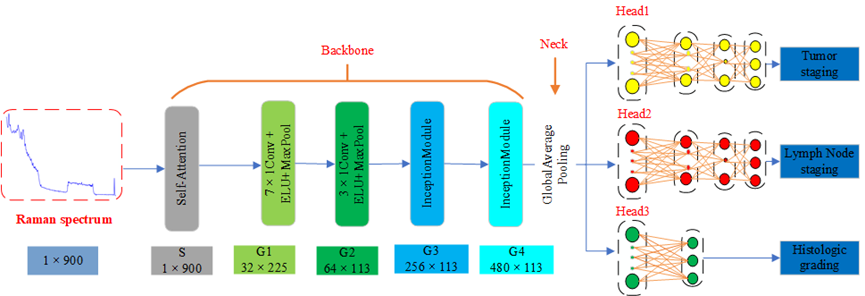 Backbone
Neck
Head1
Head2
Head3
Raman spectrum
Self-Attention
7 × 1Conv +
ELU+MaxPool
3 × 1Conv +
ELU+MaxPool
InceptionModule
InceptionModule
GlobalAverage
Pooling
Tumor
staging
Lymph Node
staging
Histologic
grading
1 × 900
S
1 × 900
G1
32 × 225
G2
64 × 113
G3
256 × 113
G4
480 × 113